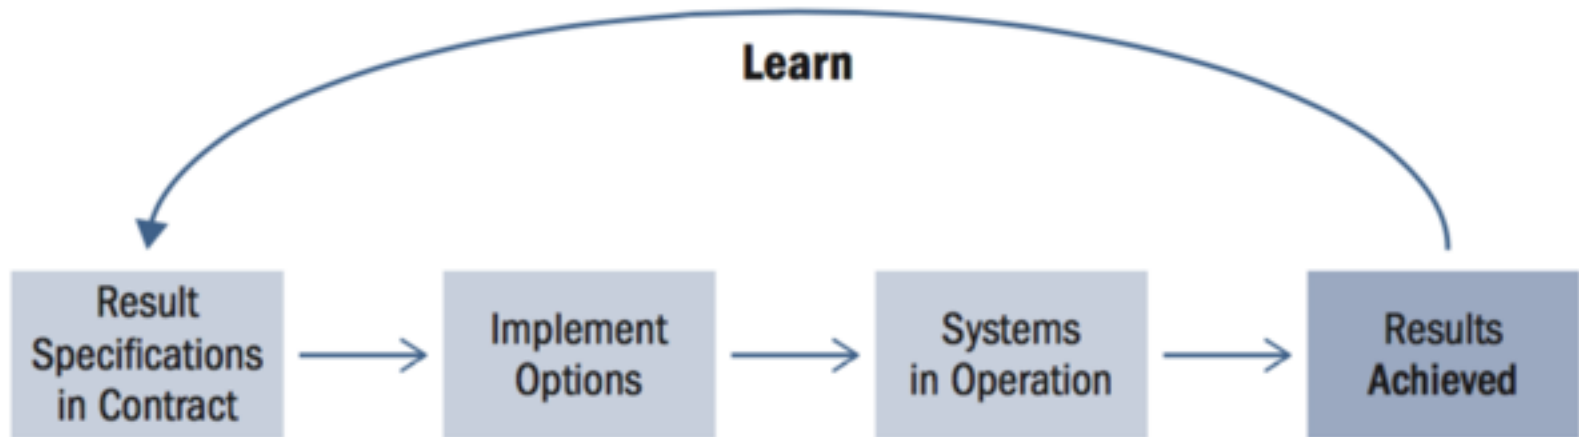 Learn
Result
Specifications
in Contract
Implement
Options
Systems
in Operation
Results
Achieved